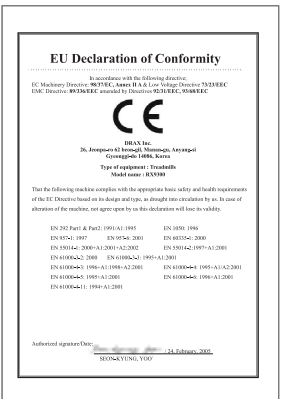 EU Declaration of Conformity
In accordance with the following directive;
EC Machinery Directive: 98/37/EC, Annex II A & Low Voltage Directive 73/23/EEC
EMC Directive: 89/336/EEC amended by Directives 92/31/EEC, 93/68/EEC
CE
DRAX Inc.
26, Jeonpa-ro 62 beon-gil, Manan-gu, Anyang-si
Gyeonggi-do 14086, Korea
Type of equipment : Treadmills
Model name : RX9300
That the following machine complies with the appropriate basic safety and health requirements
of the EC Directive based on its design and type, as drought into circulation by us. In case of
alteration of the machine, not agree upon by us this declaration will lose its validity.
EN 292 Part1 & Part2: 1991/A1:1995 EN 1050: 1996
EN 957-1: 1997 EN 957-6: 2001 EN 60335-1: 2000
EN 55014-1: 2000+A1:2001+A2:2002 EN 55014-2:1997+A1:2001
EN 61000-3-2: 2000 EN 61000-3-3: 1995+A1:2001
EN 61000-4-3: 1996+A1:1998+A2:2001 EN 61000-4-4: 1995+A1/A2:2001
EN 61000-4-5: 1995+A1:2001 EN 61000-4-6: 1996+A1:2001
EN 61000-4-11: 1994+A1:2001
Authorized signature/Date: / 24, February, 2005
SEON-KYUNG, YOO